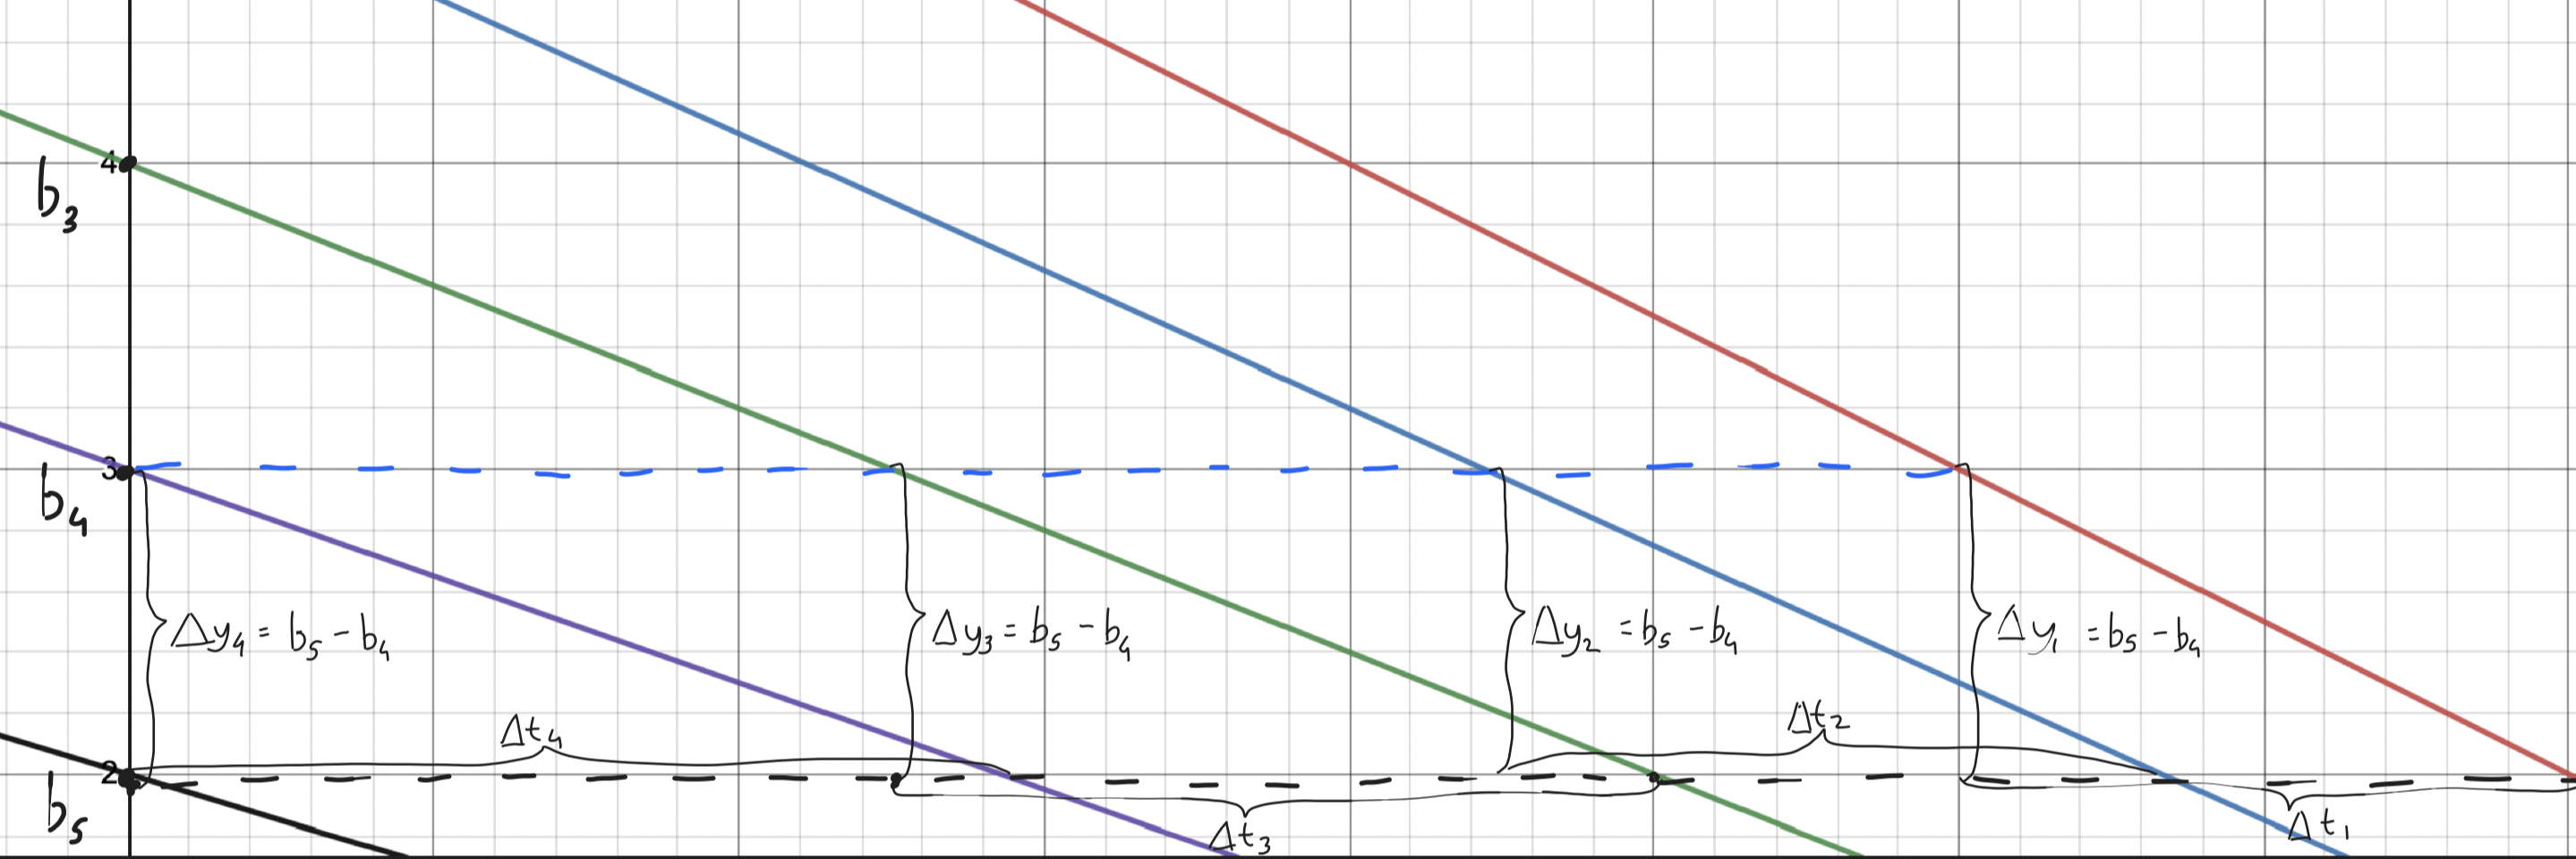 4
b₃
3
b₄
Δy₄ = b₅ - b₄
Δy₃ = b₅ - b₄
Δy₂ = b₅ - b₄
Δy₁ = b₅ - b₄
Δt₄
Δt₂
2
b₅
Δt₃
Δt₁